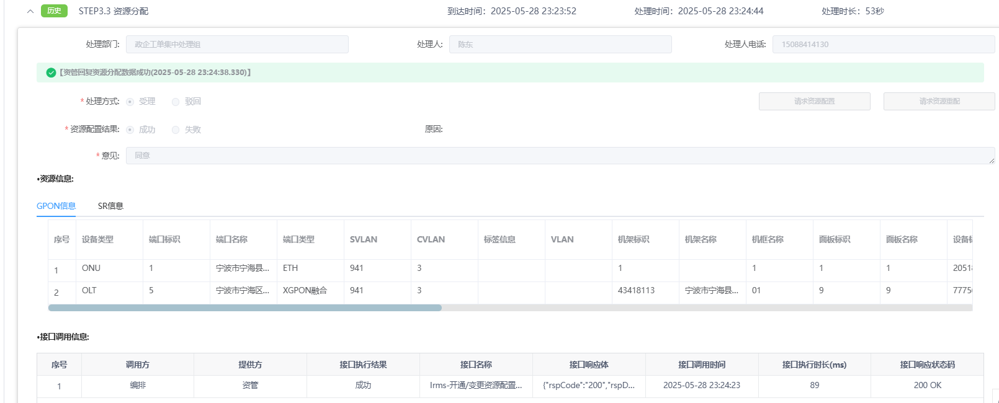 历史 STEP3.3 资源分配 到达时间：2025-05-28 23:23:52 处理时间：2025-05-28 23:24:44 处理时长：53秒
处理部门: 政企工单集中处理组 处理人: 陈东 处理人电话: 15088414130
【资管回复资源分配数据成功(2025-05-28 23:24:38.330)】
* 处理方式: 受理 驳回 请求资源配置 请求资源重配
* 资源配置结果: 成功 失败 原因:
* 意见: 同意
•资源信息:
GPON信息 SR信息
序号 设备类型 端口标识 端口名称 端口类型 SVLAN CVLAN 标签信息 VLAN 机架标识 机架名称 机框名称 面板标识 面板名称 设备标
1 ONU 1 宁波市宁海县... ETH 941 3 1 1 1 1 2051
2 OLT 5 宁波市宁海区... XGPON融合 941 3 43418113 宁波市宁海县... 01 9 9 7775
•接口调用信息:
序号 调用方 提供方 接口执行结果 接口名称 接口响应体 接口调用时间 接口执行时长(ms) 接口响应状态码
1 编排 资管 成功 Irms-开通/变更资源配置... {"rspCode":"200","rspD... 2025-05-28 23:24:23 89 200 OK